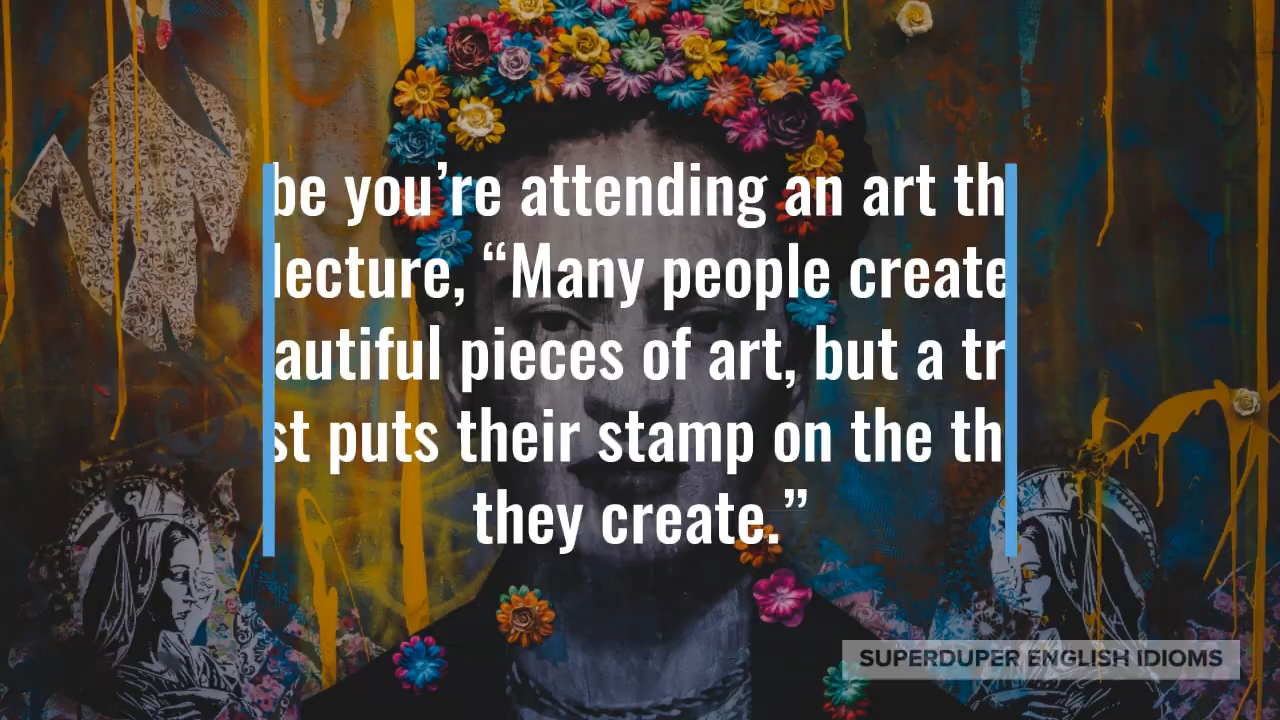 be you're attending an art th
lecture, “Many people create
autiful pieces of art, but a tr
st puts their stamp on the th
they create.”
SUPERDUPER ENGLISH IDIOMS